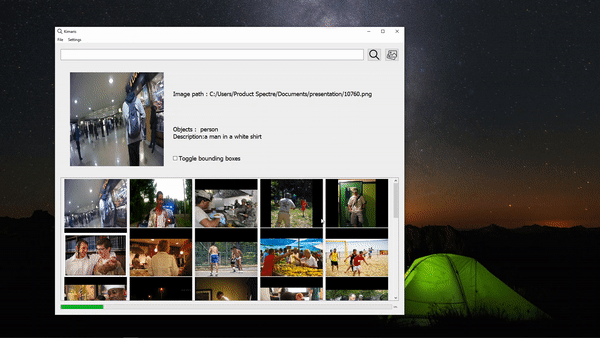 Kimaru
File Settings
Image path : C:/Users/Product Spectre/Documents/presentation/10760.png
Objects : person
Description:a man in a white shirt
Toggle bounding boxes